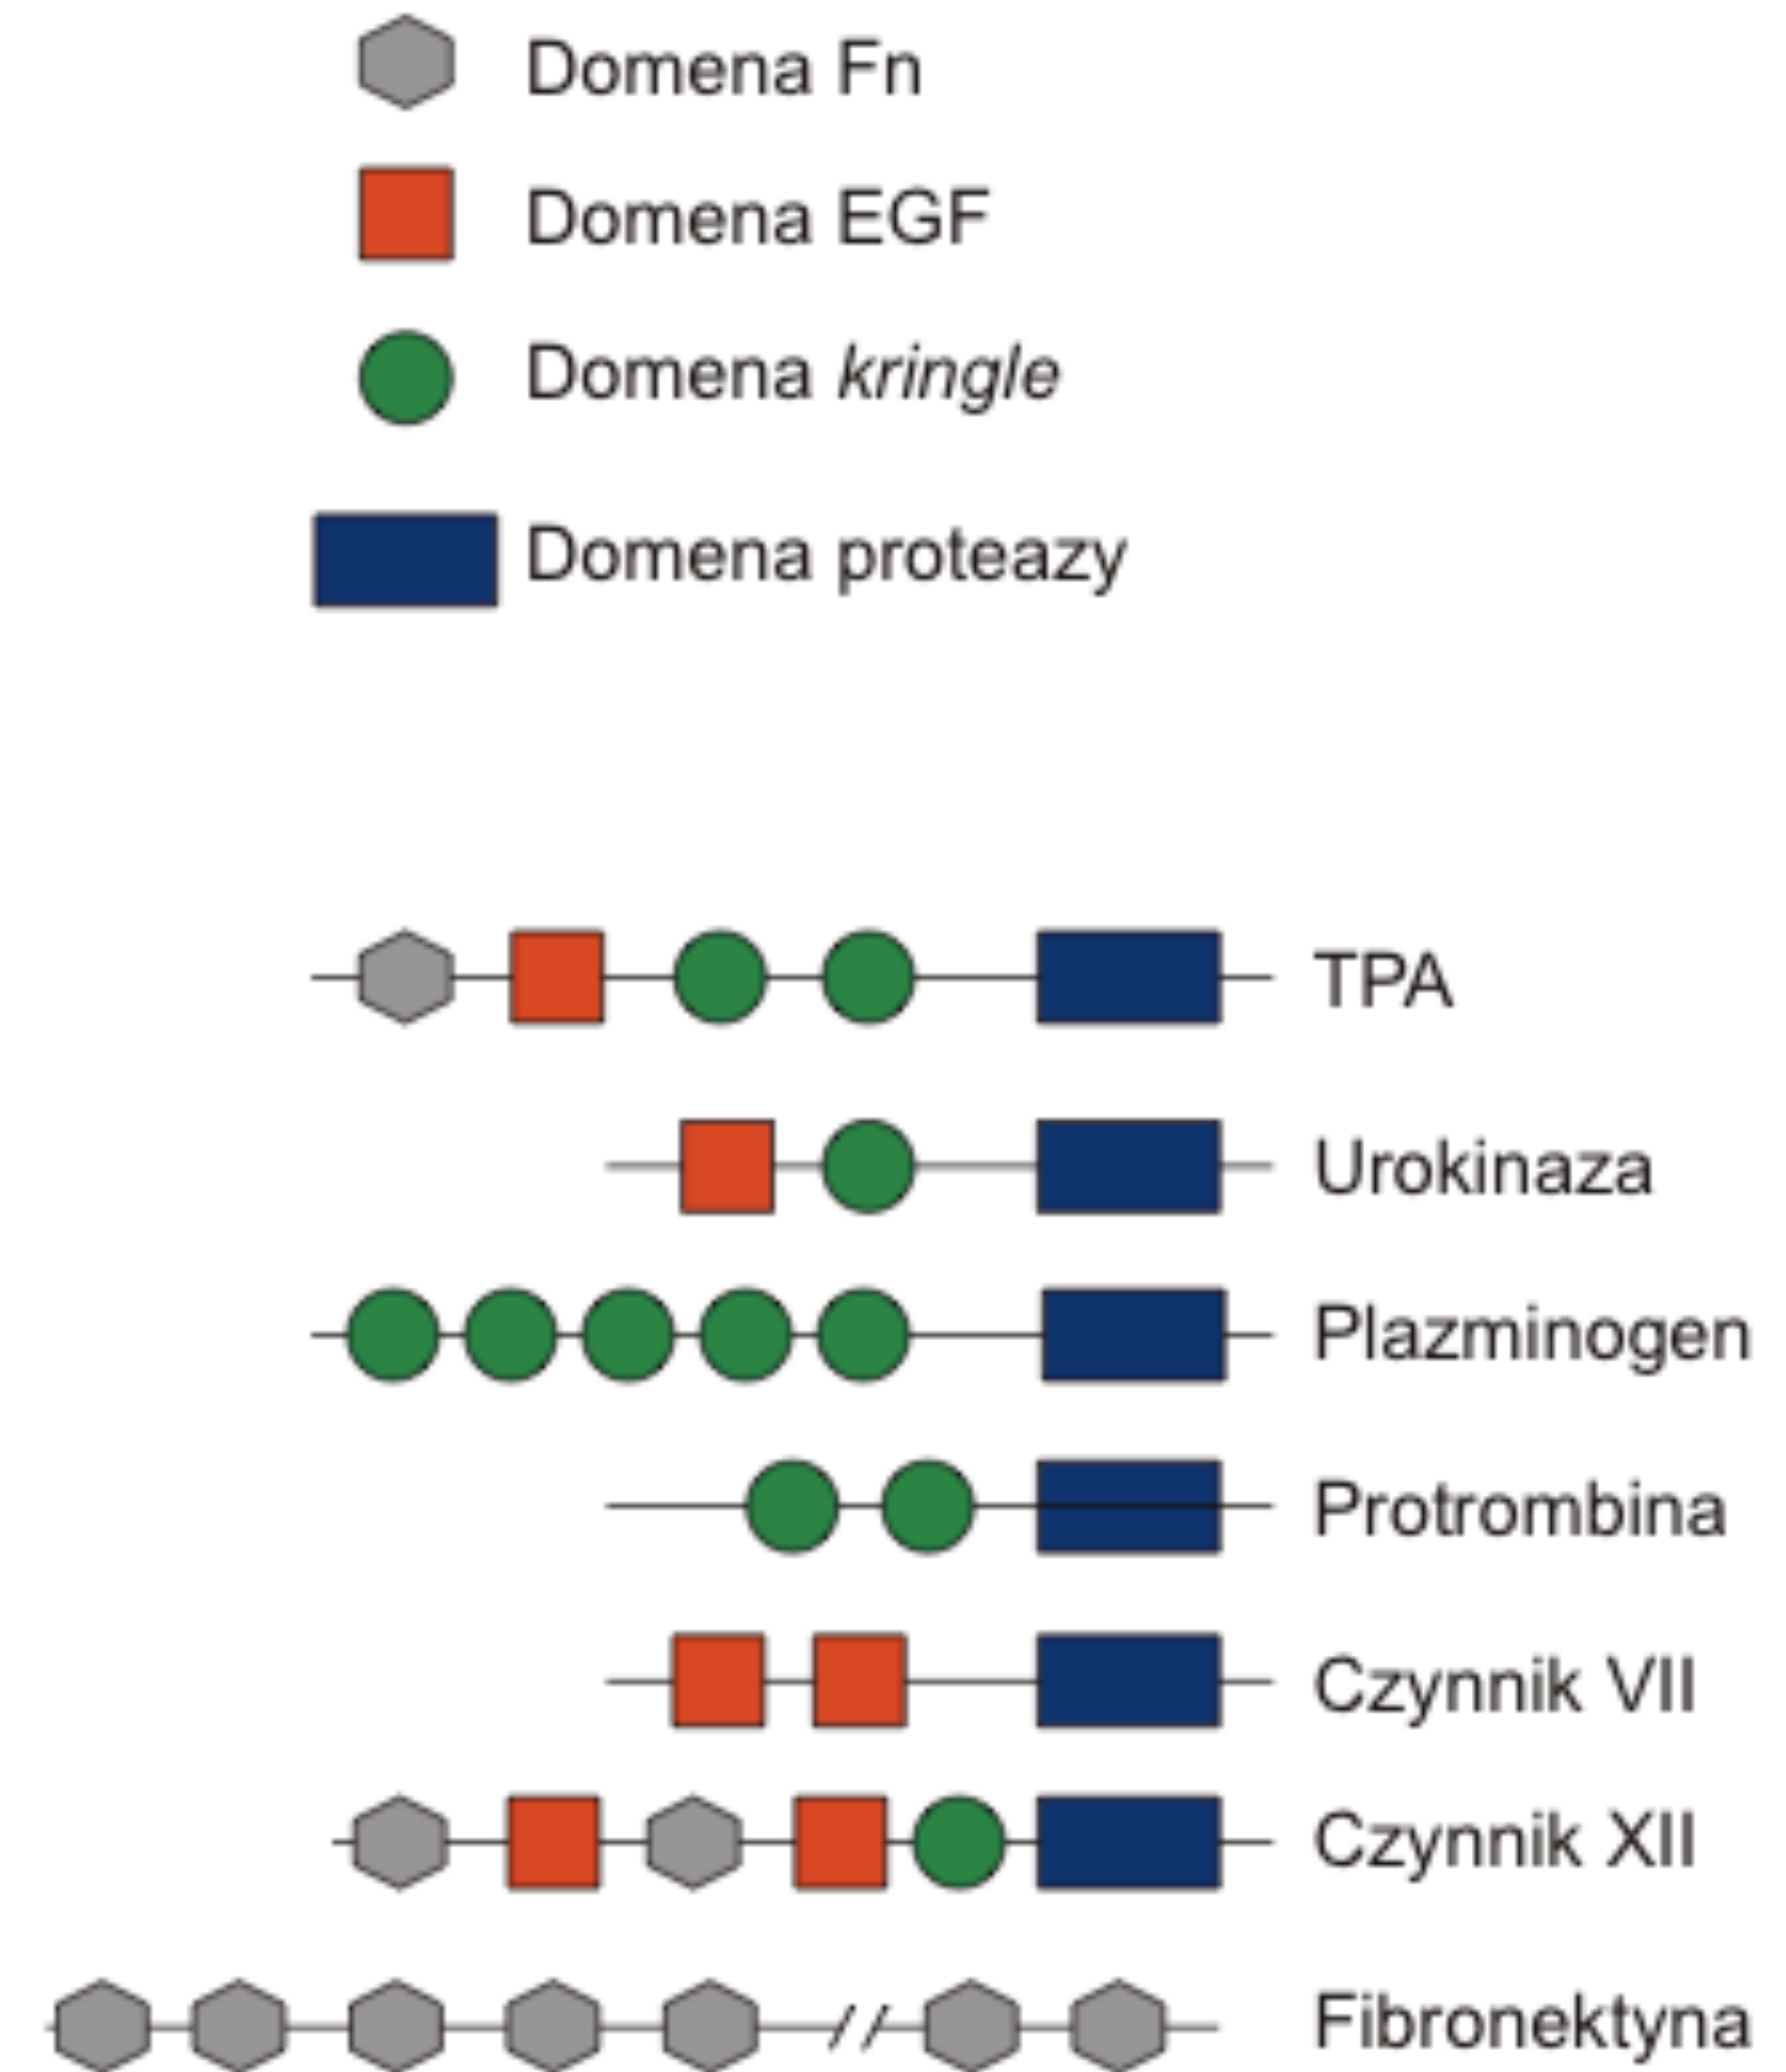 Domena Fn
Domena EGF
Domena kringle
Domena proteazy
TPA
Urokinaza
Plazminogen
Protrombina
Czynnik VII
Czynnik XII
Fibronektyna